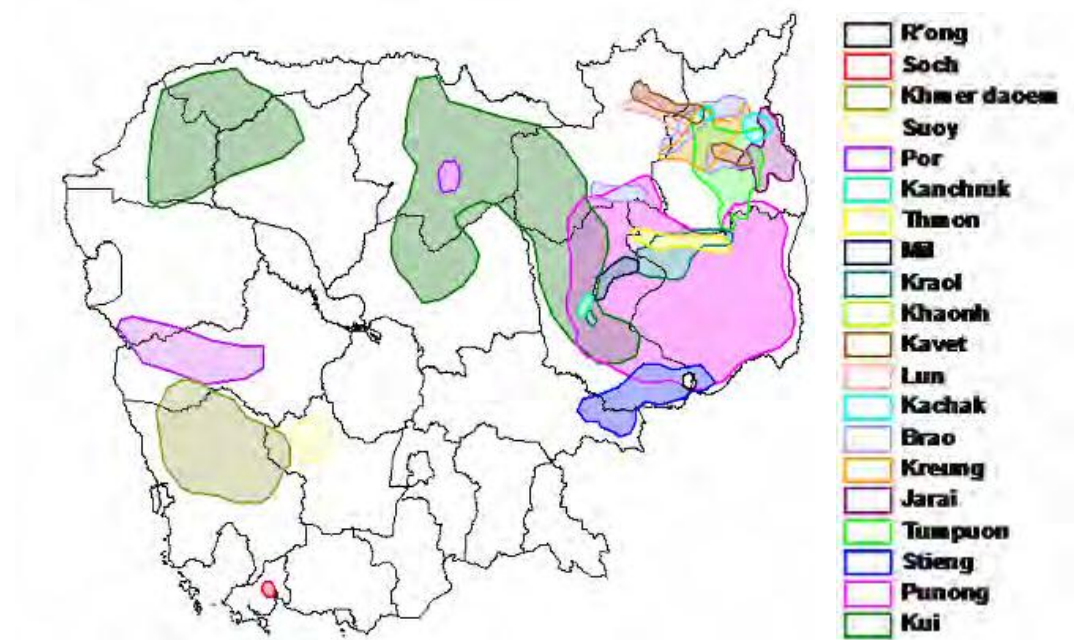 R'ong
Soch
Khmer daoem
Suoy
Por
Kanchruk
Thmon
Mil
Kraol
Khaonh
Kavet
Lun
Kachak
Brao
Kreung
Jarai
Tumpuon
Stieng
Punong
Kui